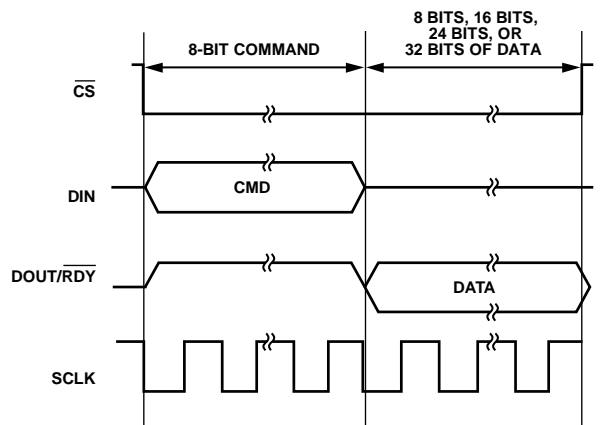 8 BITS, 16 BITS,
24 BITS, OR
32 BITS OF DATA
8-BIT COMMAND
CS
DIN
CMD
DOUT/RDY
DATA
SCLK